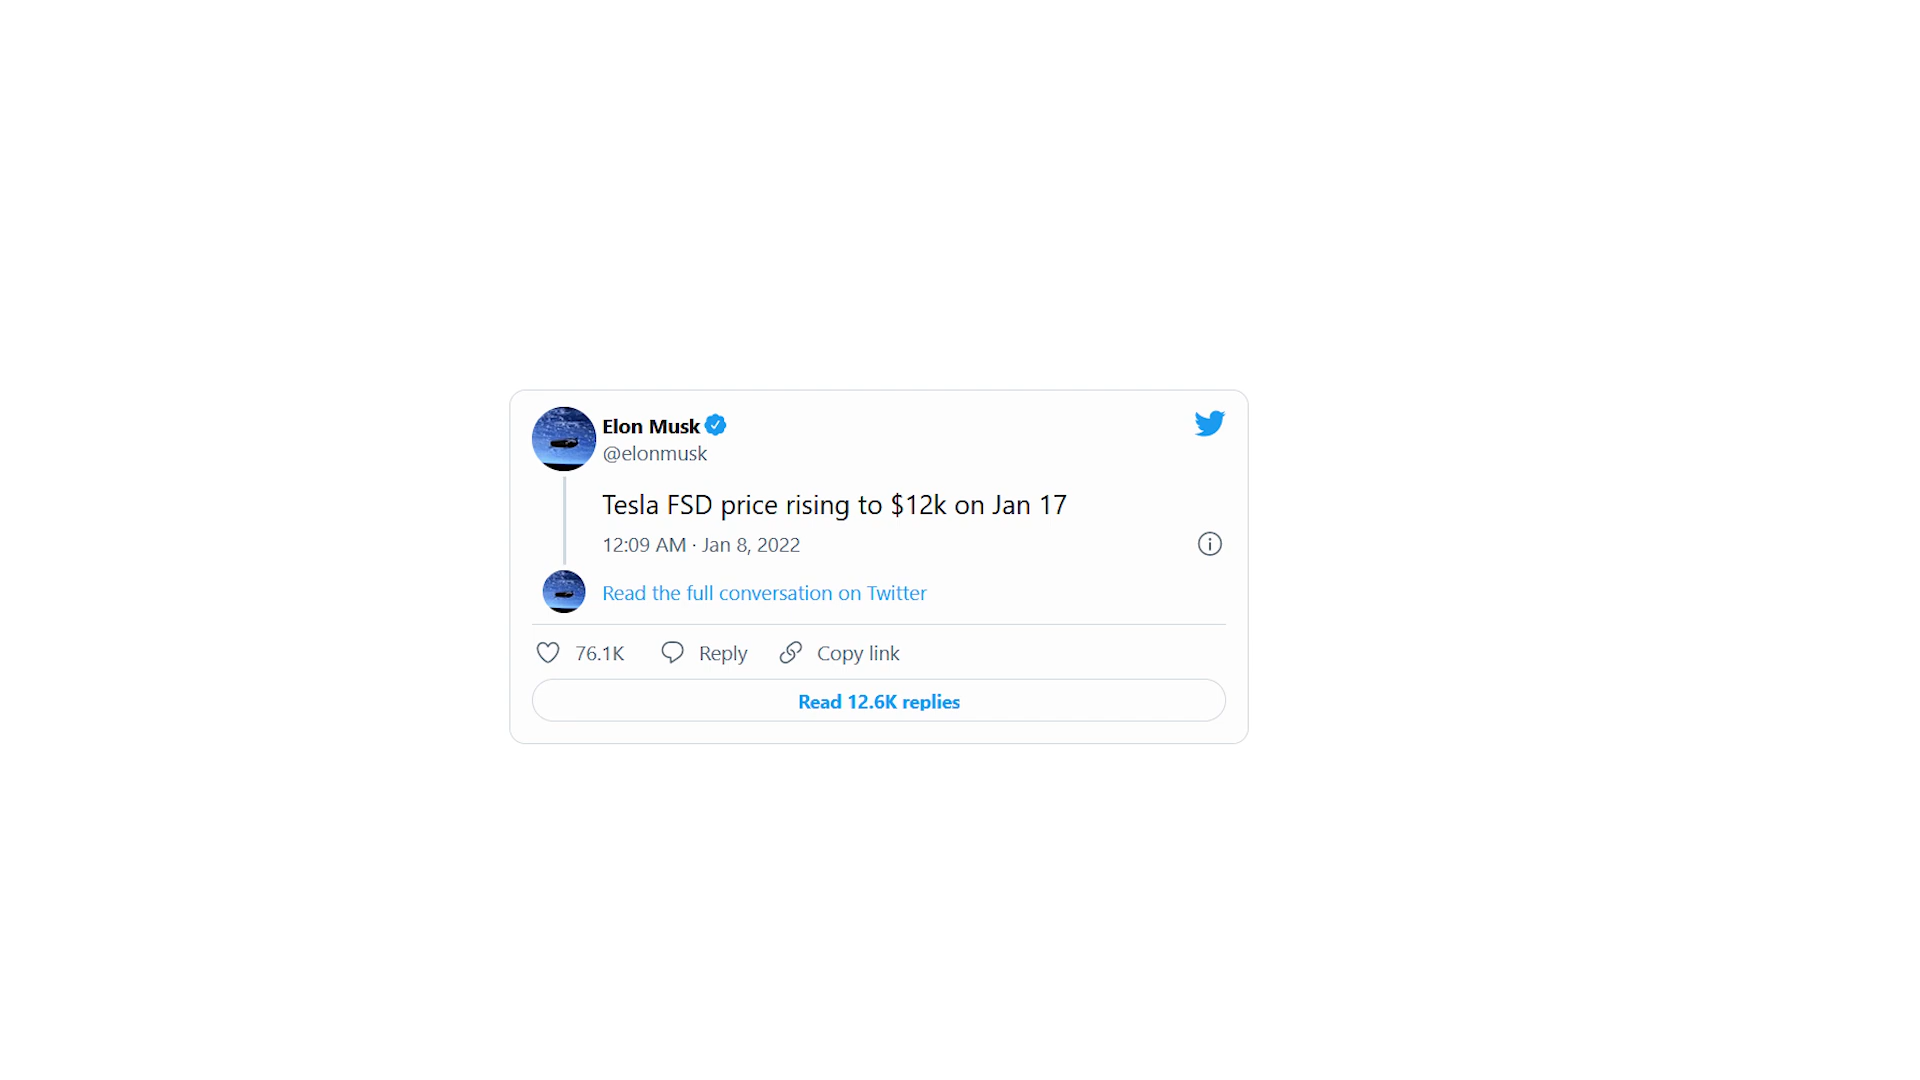 Elon Musk
@elonmusk
Tesla FSD price rising to $12k on Jan 17
12:09 AM · Jan 8, 2022
Read the full conversation on Twitter
76.1K Reply Copy link
Read 12.6K replies